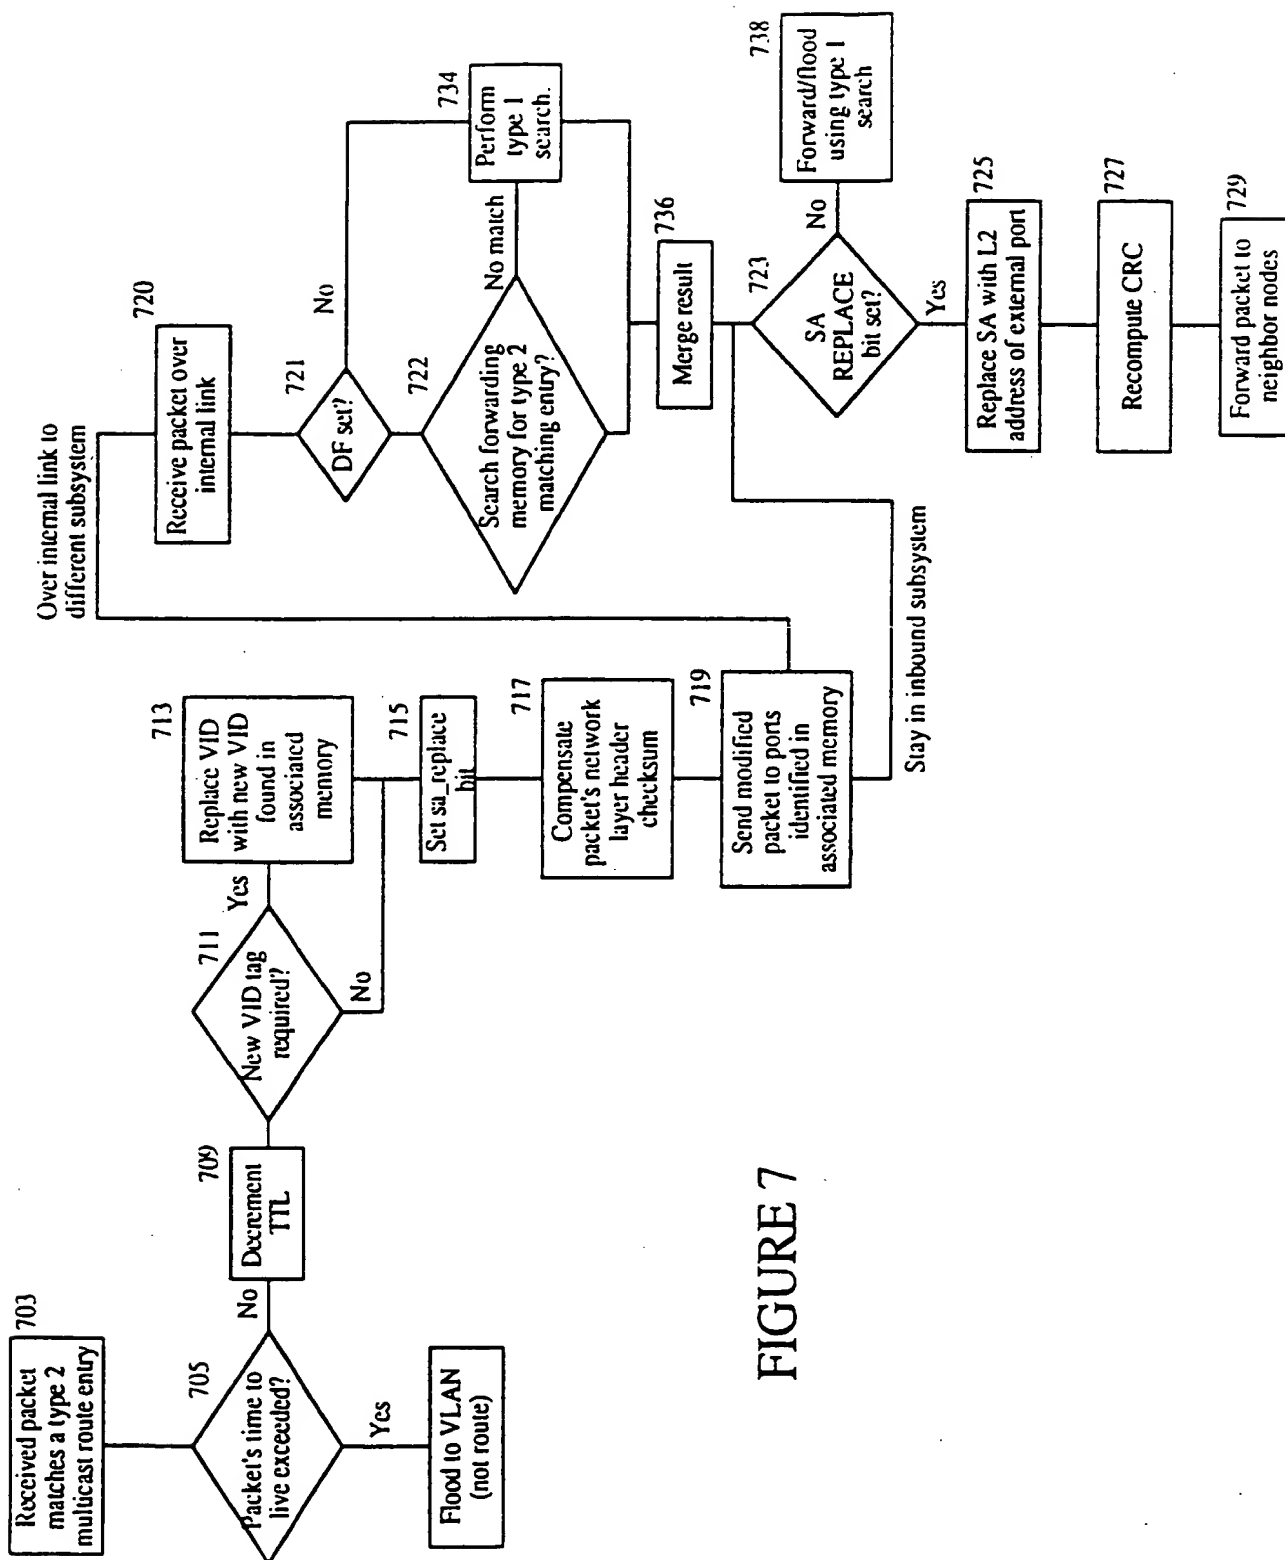 703
Received packet
matches a type 2
multicast route entry
705
Packet's time to
live exceeded?
Yes
Flood to VLAN
(not route)
No
709
Decrement
TTL
711
New VID tag
required?
Yes
No
713
Replace VID
with new VID
found in
associated
memory
715
Set sa_replace
bit
717
Compensate
packet's network
layer header
checksum
719
Send modified
packet to ports
identified in
associated memory
Stay in inbound subsystem
Over internal link to
different subsystem
720
Receive packet over
internal link
721
DF set?
No
722
Search forwarding
memory for type 2
matching entry?
No match
734
Perform
type 1
search.
736
Merge result
723
SA
REPLACE
bit set?
No
738
Forward/flood
using type 1
search
Yes
725
Replace SA with L2
address of external port
727
Recompute CRC
729
Forward packet to
neighbor nodes
FIGURE 7